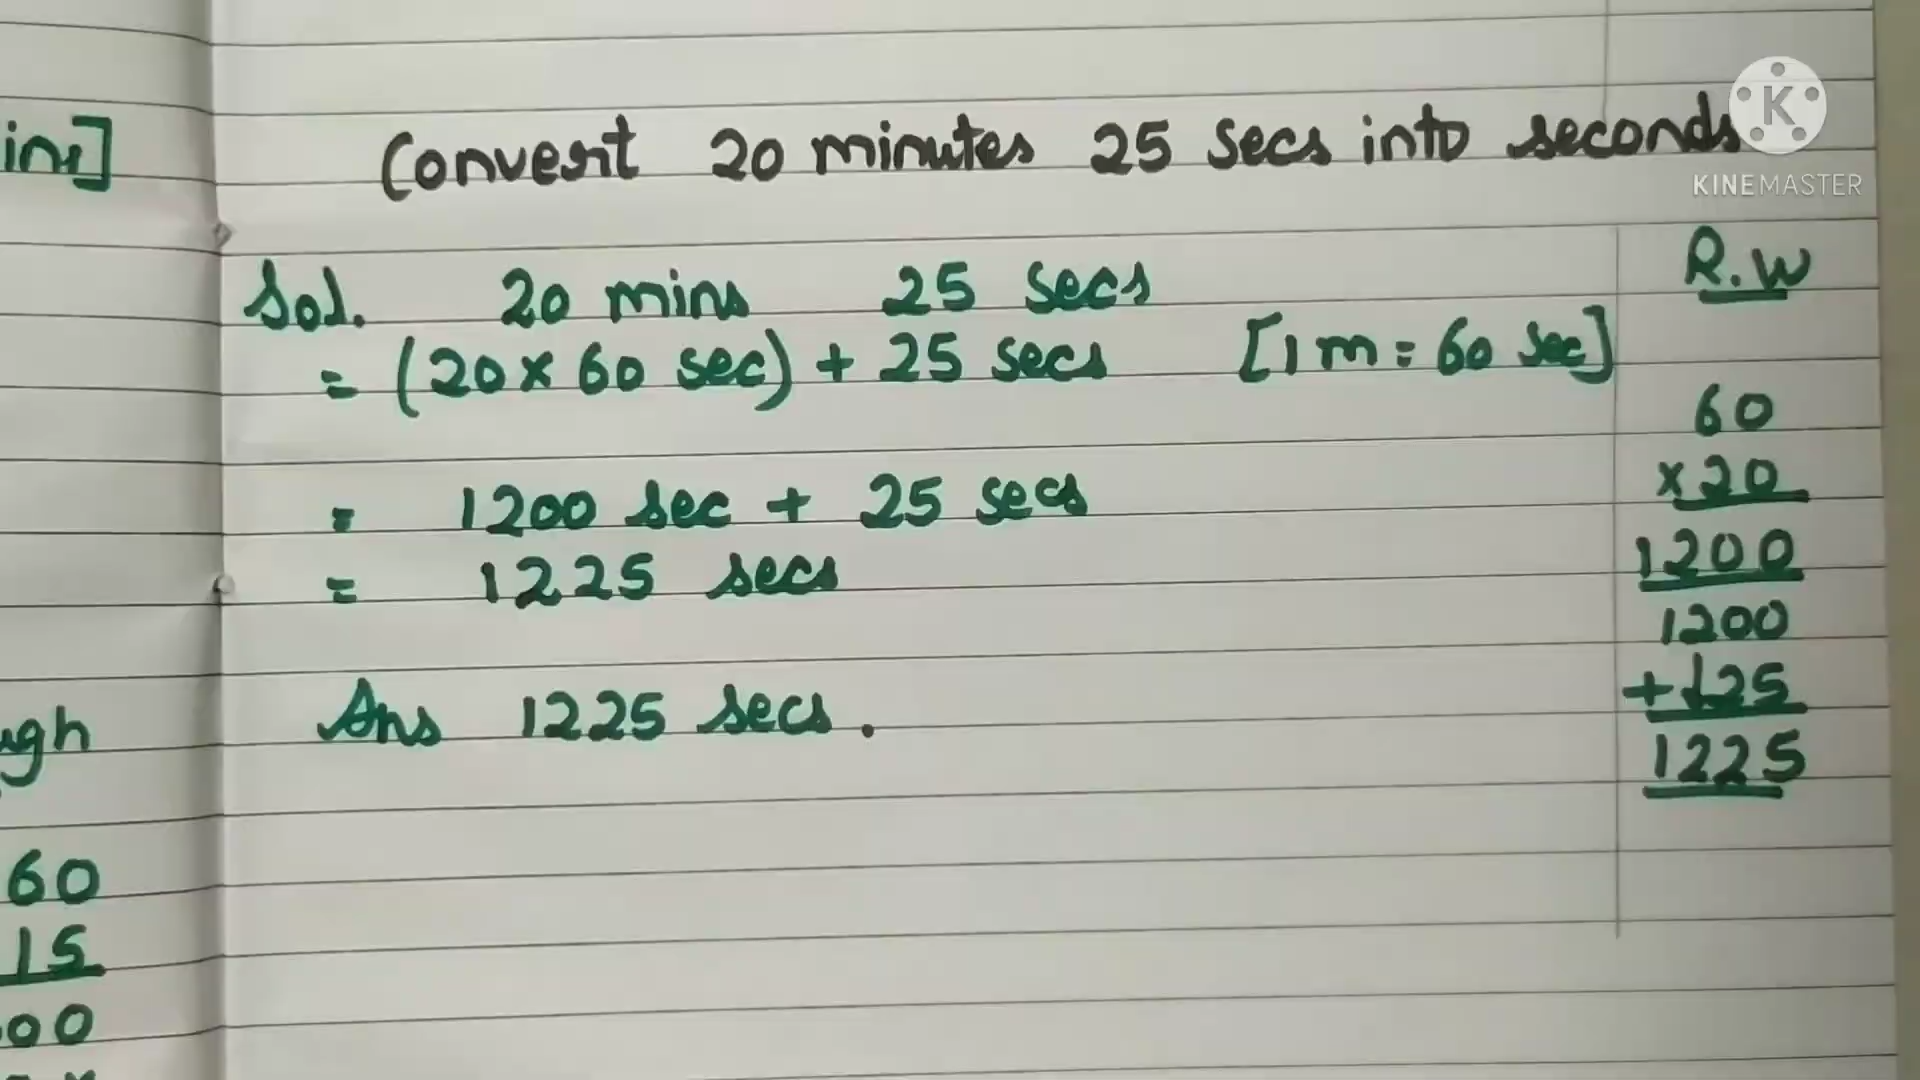 ins]
Convert 20 minutes 25 secs into seconds
KINEMASTER
Sol. 20 mins 25 secs
= (20 × 60 sec) + 25 secs [1 m = 60 sec]
= 1200 sec + 25 secs
= 1225 secs
Ans 1225 secs.
R.W
60
×20
1200
1200
+ 25
1225
ugh
60
15
00